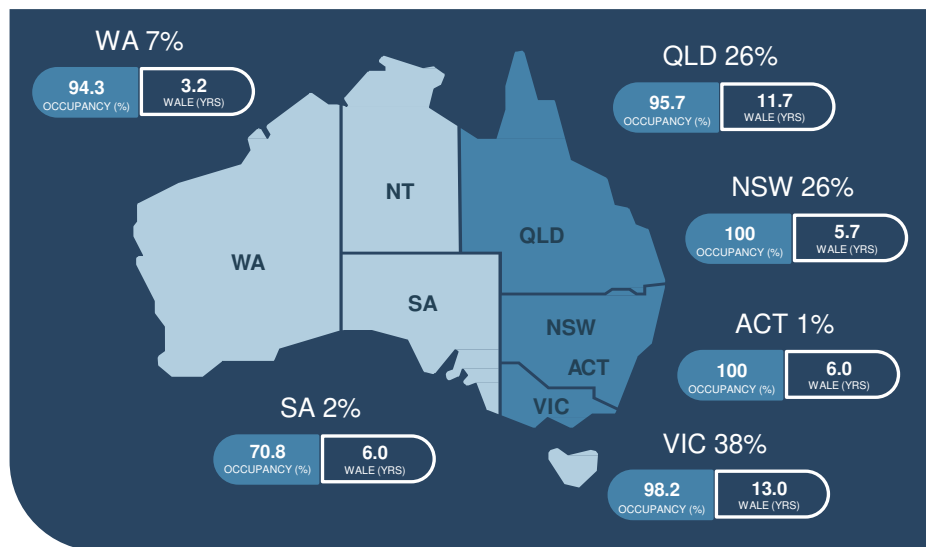 WA 7%
94.3
OCCUPANCY (%)
3.2
WALE (YRS)
QLD 26%
95.7
OCCUPANCY (%)
11.7
WALE (YRS)
NSW 26%
100
OCCUPANCY (%)
5.7
WALE (YRS)
ACT 1%
100
OCCUPANCY (%)
6.0
WALE (YRS)
VIC 38%
98.2
OCCUPANCY (%)
13.0
WALE (YRS)
SA 2%
70.8
OCCUPANCY (%)
6.0
WALE (YRS)
NT
QLD
WA
SA
NSW
ACT
VIC